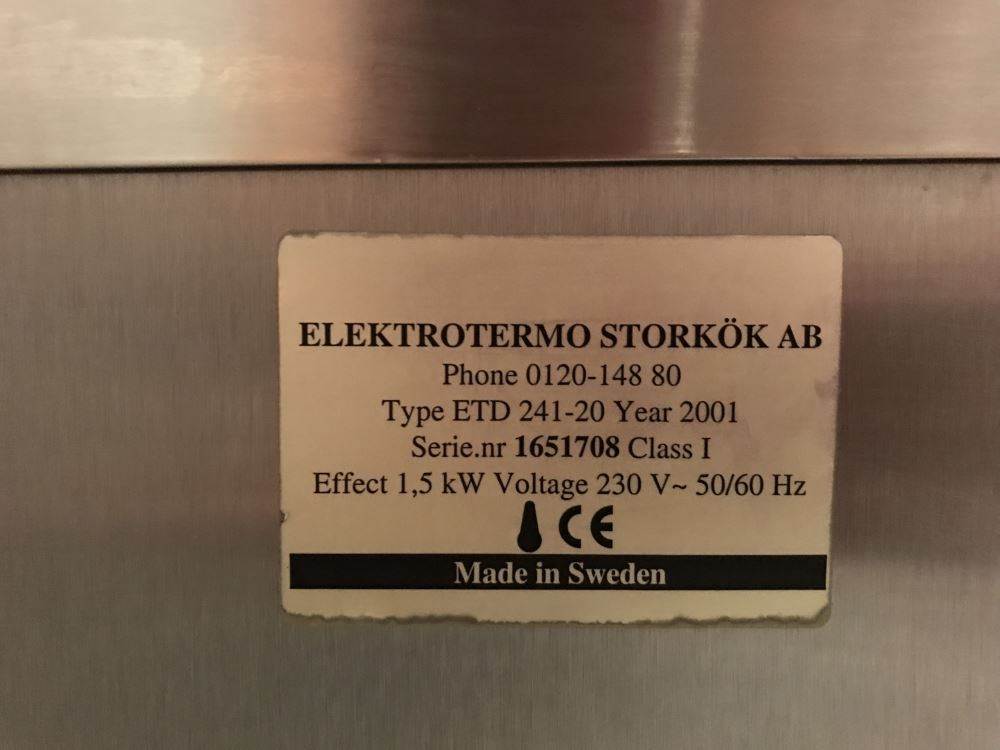 ELEKTROTERMO STORKÖK AB
Phone 0120-148 80
Type ETD 241-20 Year 2001
Serie.nr 1651708 Class I
Effect 1,5 kW Voltage 230 V~ 50/60 Hz
CE
Made in Sweden